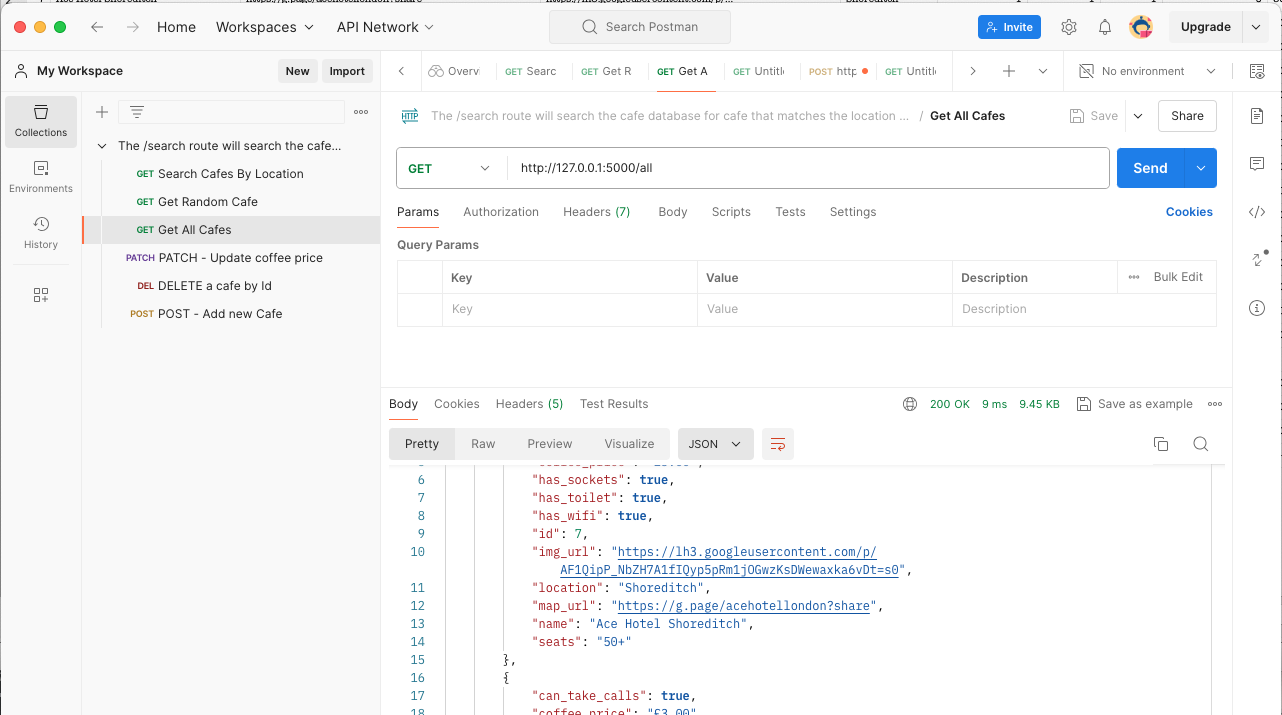 Home Workspaces API Network Search Postman Invite Upgrade
My Workspace New Import Overvi GET Searc GET Get R GET Get A GET Untitle POST http GET Untitle No environment
Collections
Environments
History
The /search route will search the cafe...
GET Search Cafes By Location
GET Get Random Cafe
GET Get All Cafes
PATCH PATCH - Update coffee price
DEL DELETE a cafe by Id
POST POST - Add new Cafe
HTTP The /search route will search the cafe database for cafe that matches the location ... / Get All Cafes Save Share
GET http://127.0.0.1:5000/all Send
Params Authorization Headers (7) Body Scripts Tests Settings Cookies
Query Params
Key Value Description Bulk Edit
Key Value Description
Body Cookies Headers (5) Test Results 200 OK 9 ms 9.45 KB Save as example
Pretty Raw Preview Visualize JSON
6 "has_sockets": true,
7 "has_toilet": true,
8 "has_wifi": true,
9 "id": 7,
10 "img_url": "https://lh3.googleusercontent.com/p/
AF1QipP_NbZH7A1fIQyp5pRm1jOGwzKsDWewaxka6vDt=s0",
11 "location": "Shoreditch",
12 "map_url": "https://g.page/acehotellondon?share",
13 "name": "Ace Hotel Shoreditch",
14 "seats": "50+"
15 },
16 {
17 "can_take_calls": true,
18 "coffee_price": "£3.00"